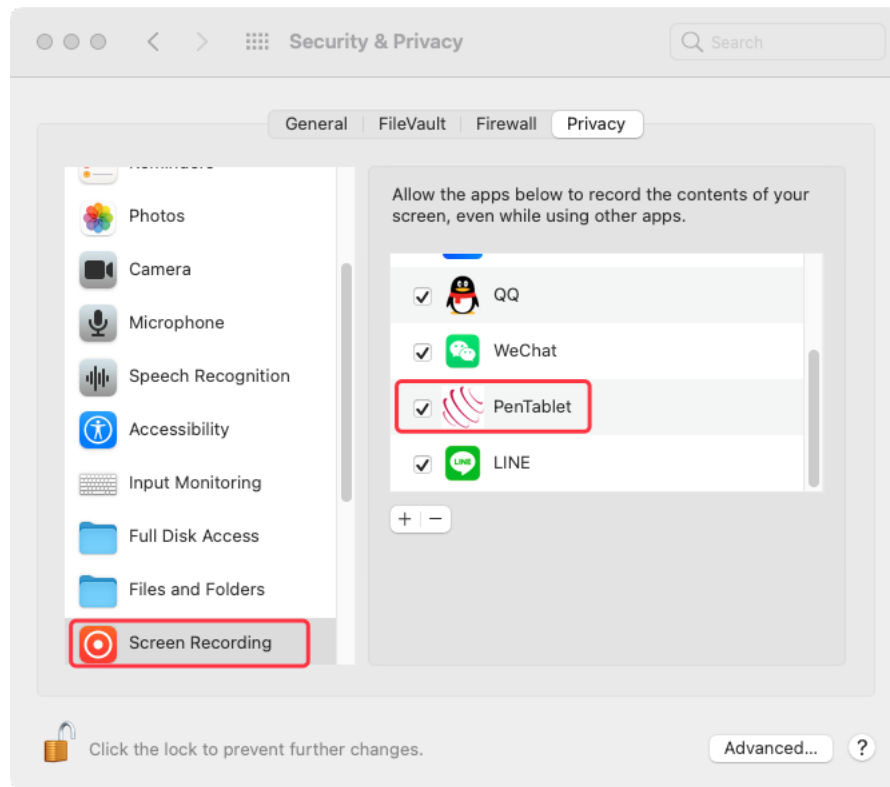 Security & Privacy
Search
General
FileVault
Firewall
Privacy
Photos
Camera
Microphone
Speech Recognition
Accessibility
Input Monitoring
Full Disk Access
Files and Folders
Screen Recording
Allow the apps below to record the contents of your
screen, even while using other apps.
QQ
WeChat
PenTablet
LINE
LINE
+ −
Click the lock to prevent further changes.
Advanced...
?